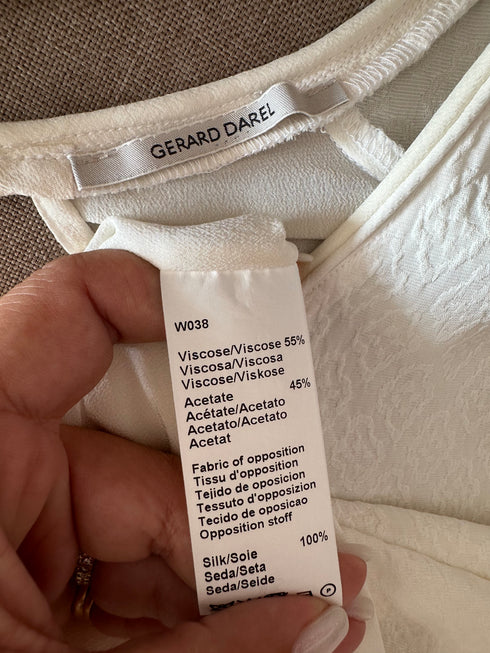 GERARD DAREL
W038
Viscose/Viscose 55%
Viscosa/Viscosa
Viscose/Viskose
Acetate 45%
Acétate/Acetato
Acetato/Acetato
Acetat
Fabric of opposition
Tissu d'opposition
Tejido de oposicion
Tessuto d'opposizion
Tecido de oposicao
Opposition stoff
Silk/Soie 100%
Seda/Seta
Seda/Seide
P